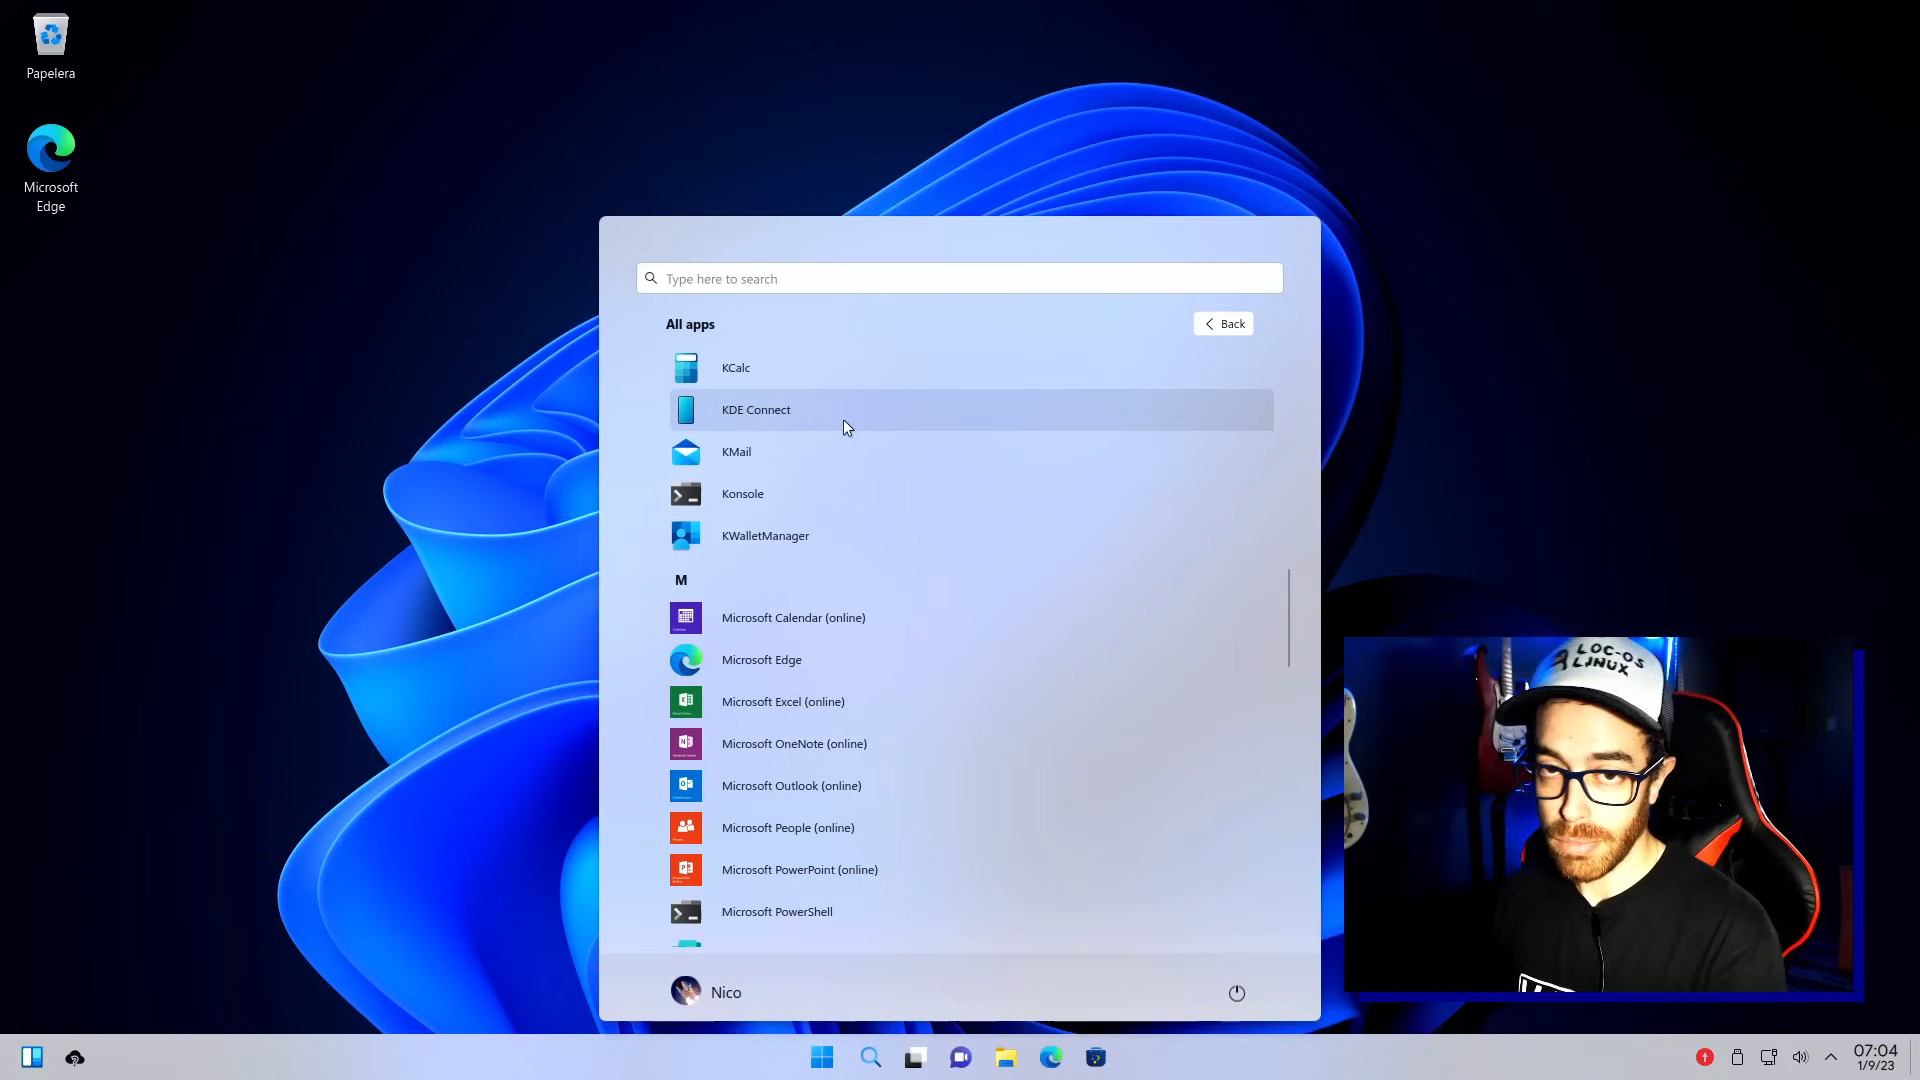 Papelera
Microsoft
Edge
Type here to search
All apps
Back
KCalc
KDE Connect
KMail
Konsole
KWalletManager
M
Microsoft Calendar (online)
Microsoft Edge
Microsoft Excel (online)
Microsoft OneNote (online)
Microsoft Outlook (online)
Microsoft People (online)
Microsoft PowerPoint (online)
Microsoft PowerShell
Nico
LOC-OS
LINUX
07:04
1/9/23